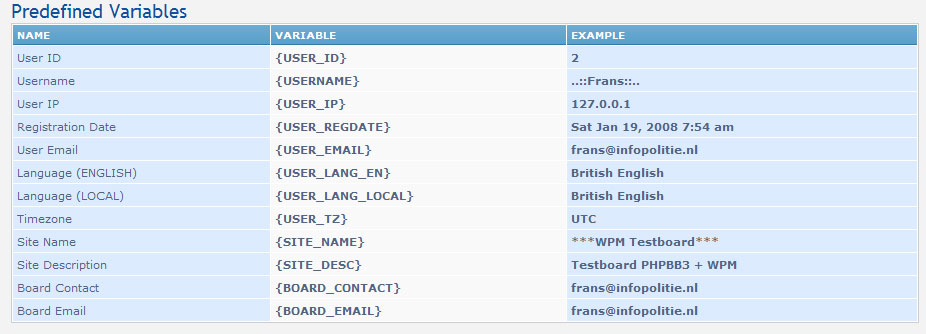 Predefined Variables
NAME VARIABLE EXAMPLE
User ID {USER_ID} 2
Username {USERNAME} ..::Frans::..
User IP {USER_IP} 127.0.0.1
Registration Date {USER_REGDATE} Sat Jan 19, 2008 7:54 am
User Email {USER_EMAIL} frans@infopolitie.nl
Language (ENGLISH) {USER_LANG_EN} British English
Language (LOCAL) {USER_LANG_LOCAL} British English
Timezone {USER_TZ} UTC
Site Name {SITE_NAME} ***WPM Testboard***
Site Description {SITE_DESC} Testboard PHPBB3 + WPM
Board Contact {BOARD_CONTACT} frans@infopolitie.nl
Board Email {BOARD_EMAIL} frans@infopolitie.nl